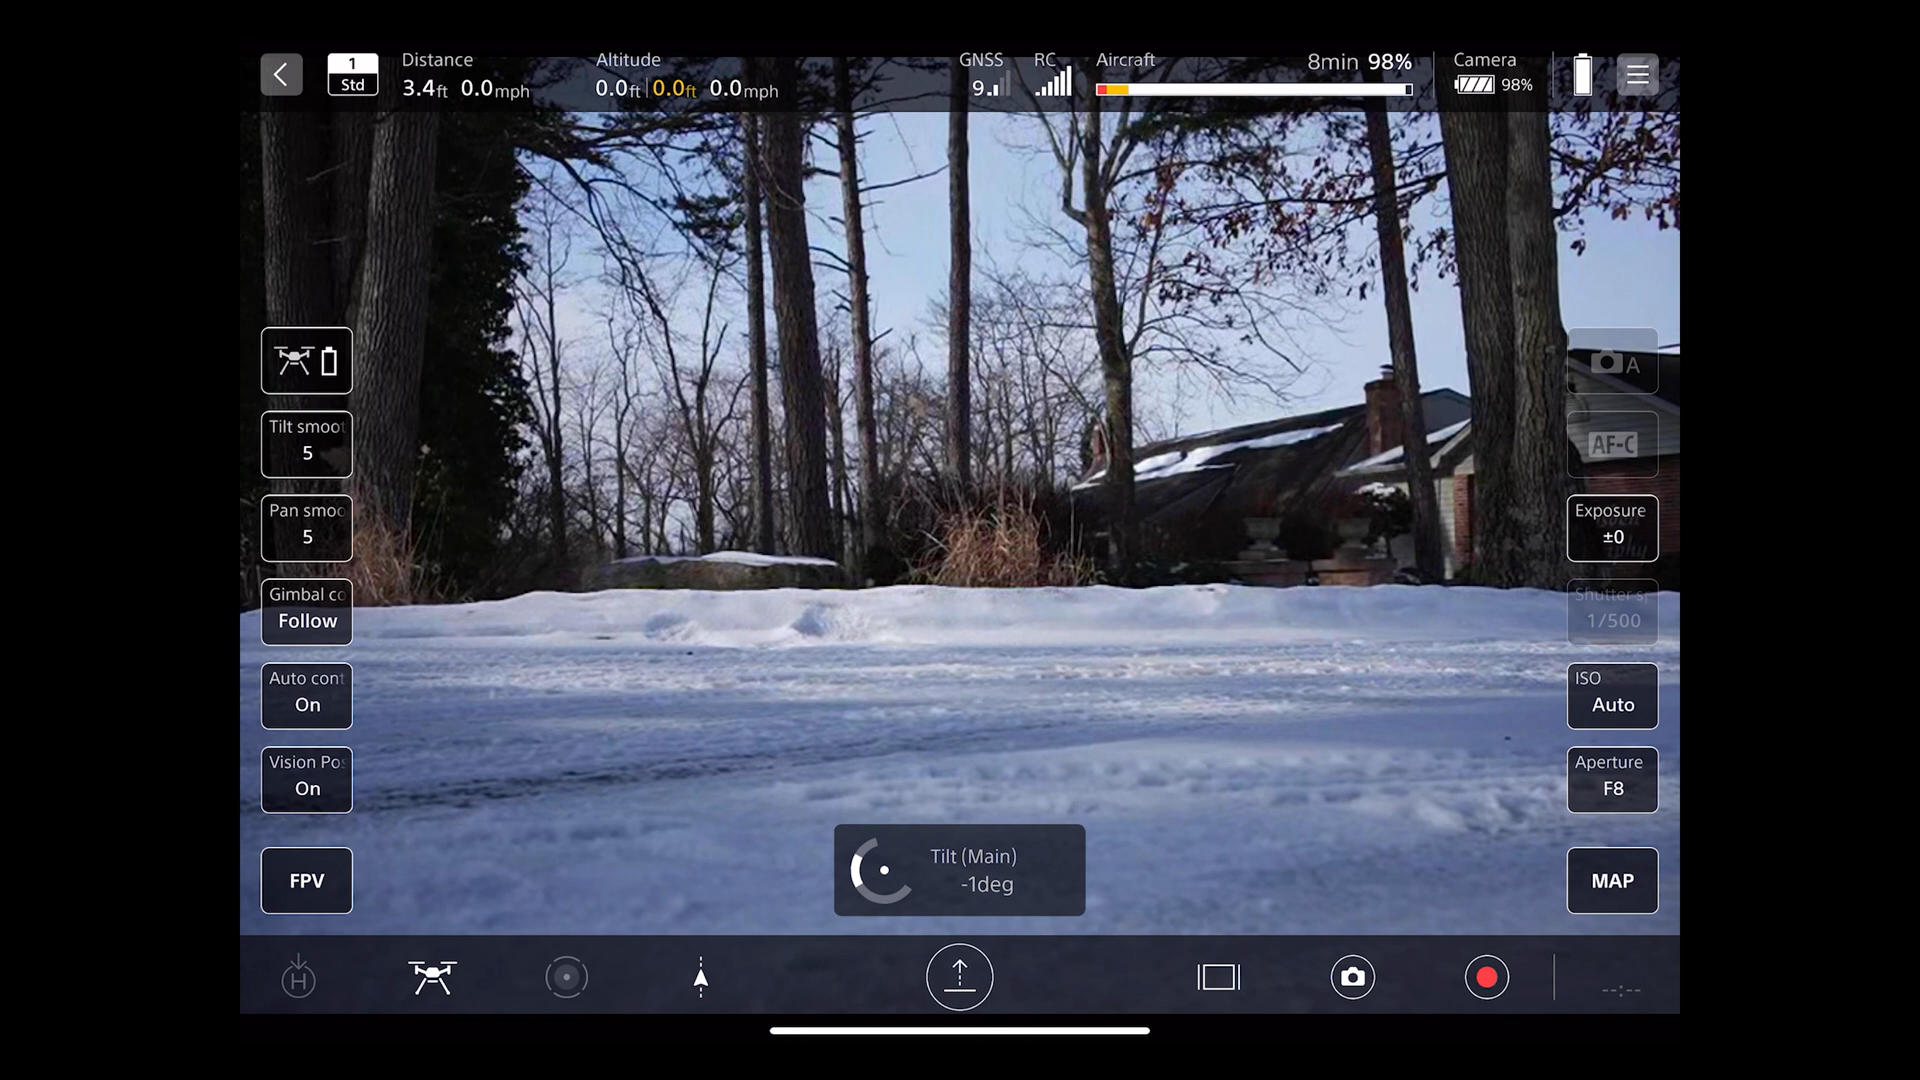 1
Std
Distance
3.4ft 0.0mph
Altitude
0.0ft 0.0ft 0.0mph
GNSS
9
RC
Aircraft
8min 98%
Camera
98%
Tilt smoot
5
Pan smoo
5
Gimbal co
Follow
Auto cont
On
Vision Pos
On
FPV
A
AF-C
Exposure
±0
Shutter s
1/500
ISO
Auto
Aperture
F8
MAP
Tilt (Main)
-1deg
H
--:--